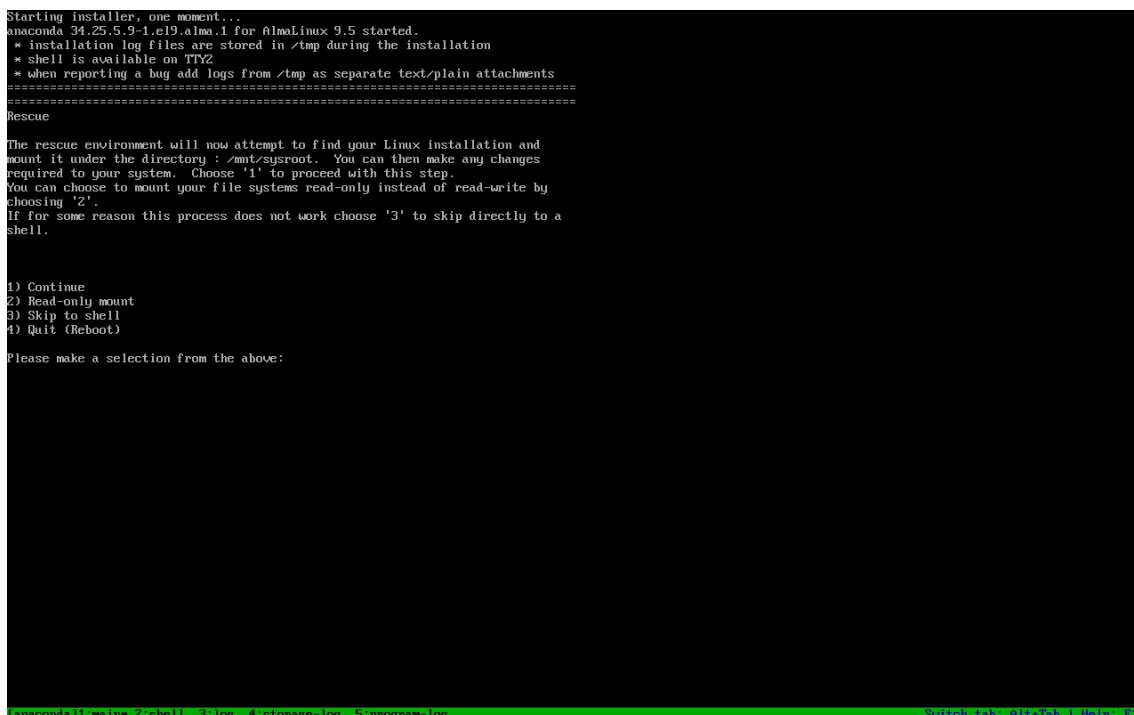 Starting installer, one moment...
anaconda 34.25.5.9-1.el9.alma.1 for AlmaLinux 9.5 started.
 * installation log files are stored in /tmp during the installation
 * shell is available on TTY2
 * when reporting a bug add logs from /tmp as separate text/plain attachments
================================================================================
================================================================================
Rescue
The rescue environment will now attempt to find your Linux installation and
mount it under the directory : /mnt/sysroot.  You can then make any changes
required to your system.  Choose '1' to proceed with this step.
You can choose to mount your file systems read-only instead of read-write by
choosing '2'.
If for some reason this process does not work choose '3' to skip directly to a
shell.
1) Continue
2) Read-only mount
3) Skip to shell
4) Quit (Reboot)
Please make a selection from the above:
[anaconda]1:main* 2:shell  3:log  4:storage-log  5:program-log Switch tab: Alt+Tab | Help: